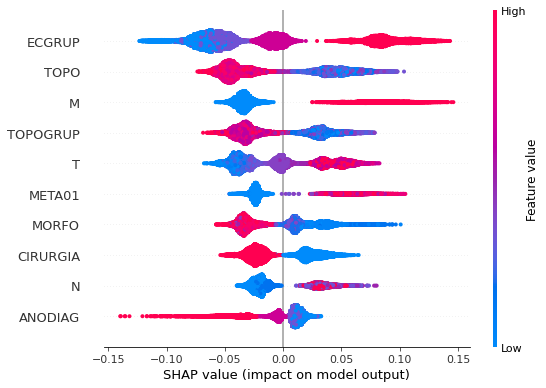 High
ECGRUP
TOPO
M
TOPOGRUP
T
META01
MORFO
CIRURGIA
N
ANODIAG
Low
Feature value
−0.15 −0.10 −0.05 0.00 0.05 0.10 0.15
SHAP value (impact on model output)